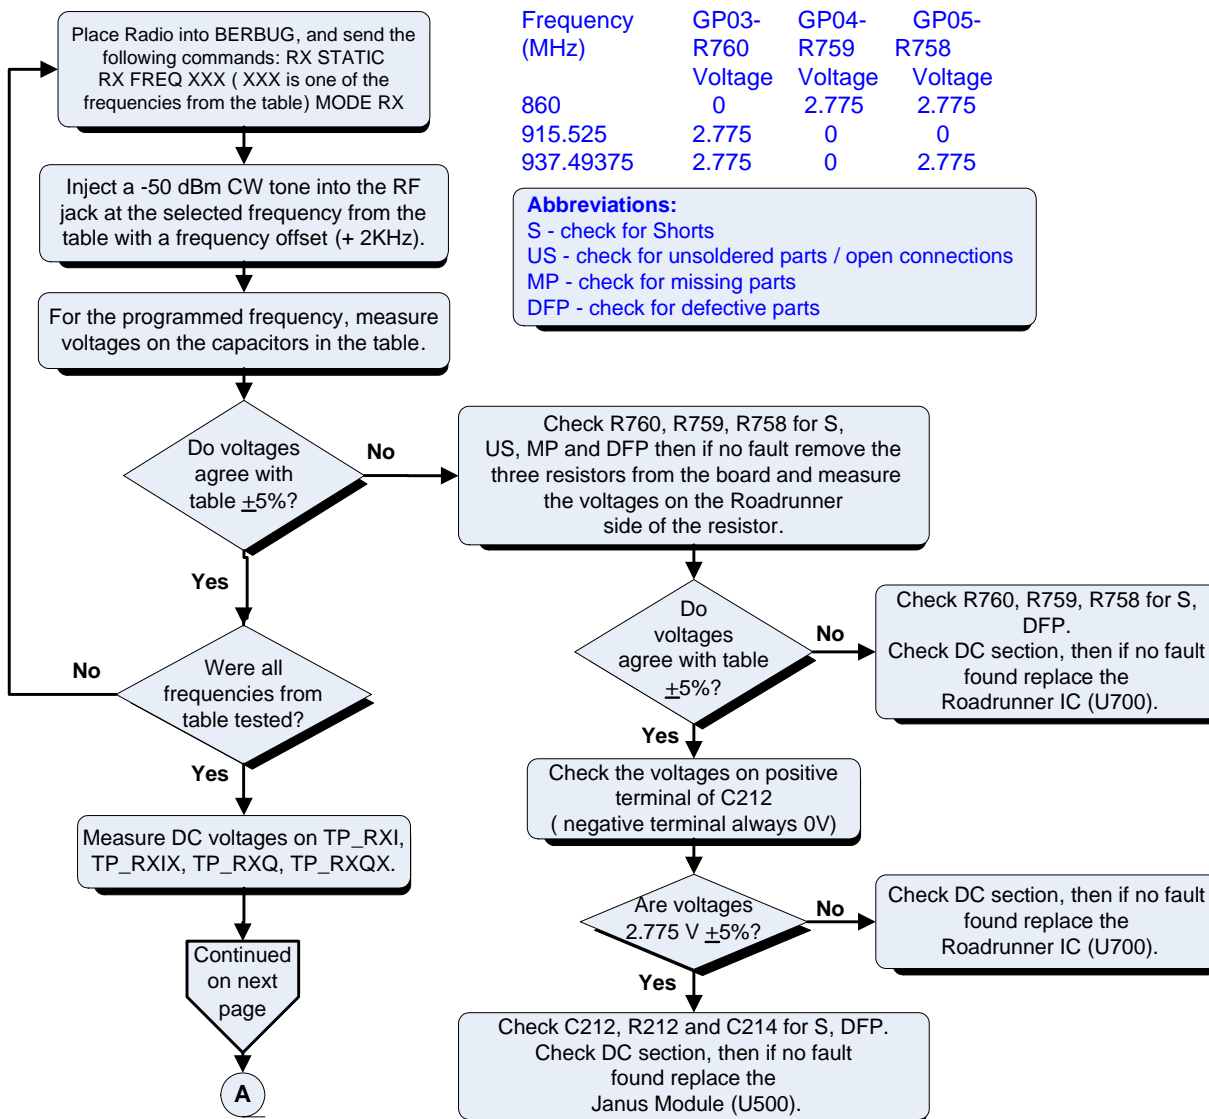 Place Radio into BERBUG, and send the
following commands: RX STATIC
RX FREQ XXX ( XXX is one of the
frequencies from the table) MODE RX
Frequency GP03- GP04- GP05-
(MHz) R760 R759 R758
Voltage Voltage Voltage
860 0 2.775 2.775
915.525 2.775 0 0
937.49375 2.775 0 2.775
Inject a -50 dBm CW tone into the RF
jack at the selected frequency from the
table with a frequency offset (+ 2KHz).
Abbreviations:
S - check for Shorts
US - check for unsoldered parts / open connections
MP - check for missing parts
DFP - check for defective parts
For the programmed frequency, measure
voltages on the capacitors in the table.
Do voltages
agree with
table ±5%?
No
Check R760, R759, R758 for S,
US, MP and DFP then if no fault remove the
three resistors from the board and measure
the voltages on the Roadrunner
side of the resistor.
Yes
Do
voltages
agree with table
±5%?
No
Check R760, R759, R758 for S,
DFP.
Check DC section, then if no fault
found replace the
Roadrunner IC (U700).
Were all
frequencies from
table tested?
No
Yes
Yes
Check the voltages on positive
terminal of C212
( negative terminal always 0V)
Measure DC voltages on TP_RXI,
TP_RXIX, TP_RXQ, TP_RXQX.
Are voltages
2.775 V ±5%?
No
Check DC section, then if no fault
found replace the
Roadrunner IC (U700).
Yes
Continued
on next
page
Check C212, R212 and C214 for S, DFP.
Check DC section, then if no fault
found replace the
Janus Module (U500).
A